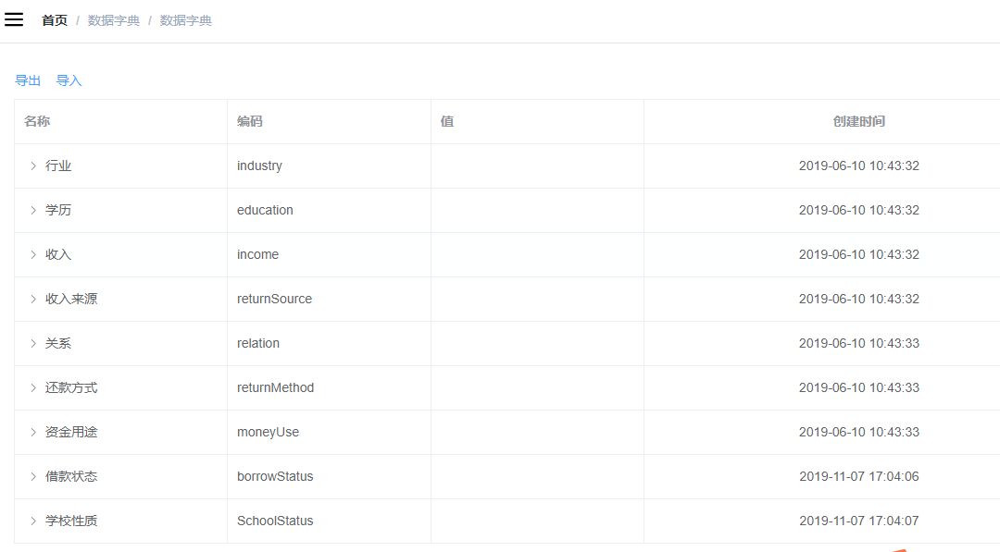 首页 / 数据字典 / 数据字典
导出 导入
名称 编码 值 创建时间
行业 industry 2019-06-10 10:43:32
学历 education 2019-06-10 10:43:32
收入 income 2019-06-10 10:43:32
收入来源 returnSource 2019-06-10 10:43:32
关系 relation 2019-06-10 10:43:33
还款方式 returnMethod 2019-06-10 10:43:33
资金用途 moneyUse 2019-06-10 10:43:33
借款状态 borrowStatus 2019-11-07 17:04:06
学校性质 SchoolStatus 2019-11-07 17:04:07